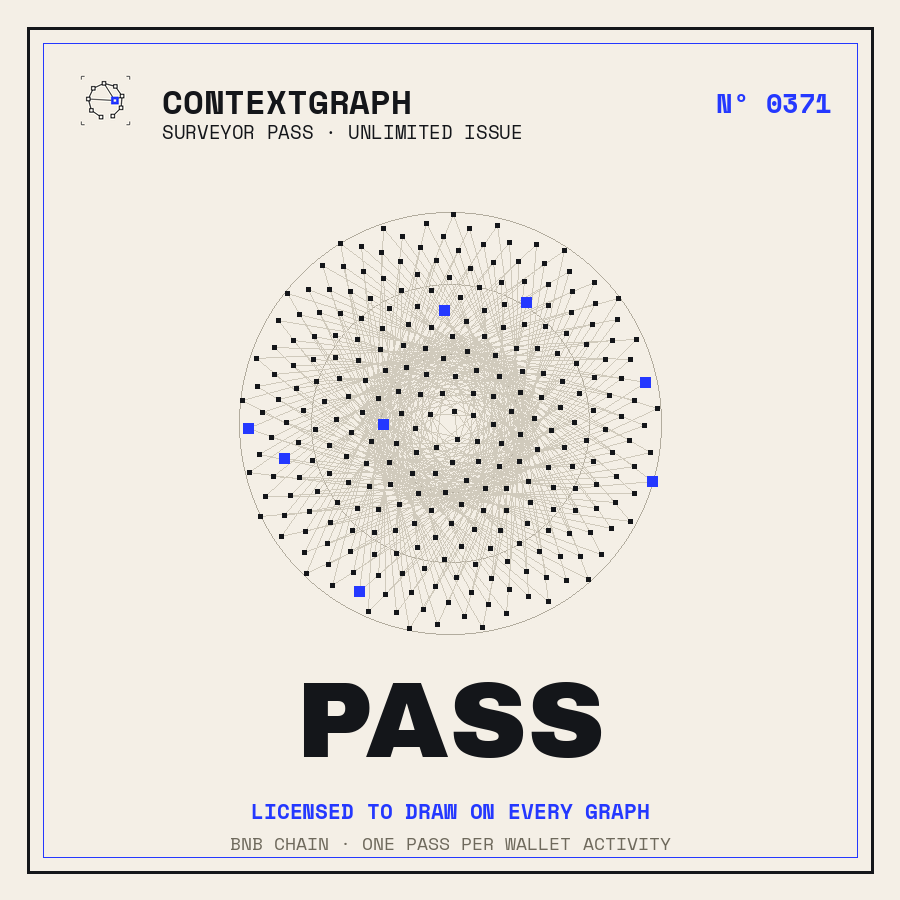 CONTEXTGRAPH
N° 0371
SURVEYOR PASS · UNLIMITED ISSUE
PASS
LICENSED TO DRAW ON EVERY GRAPH
BNB CHAIN · ONE PASS PER WALLET ACTIVITY